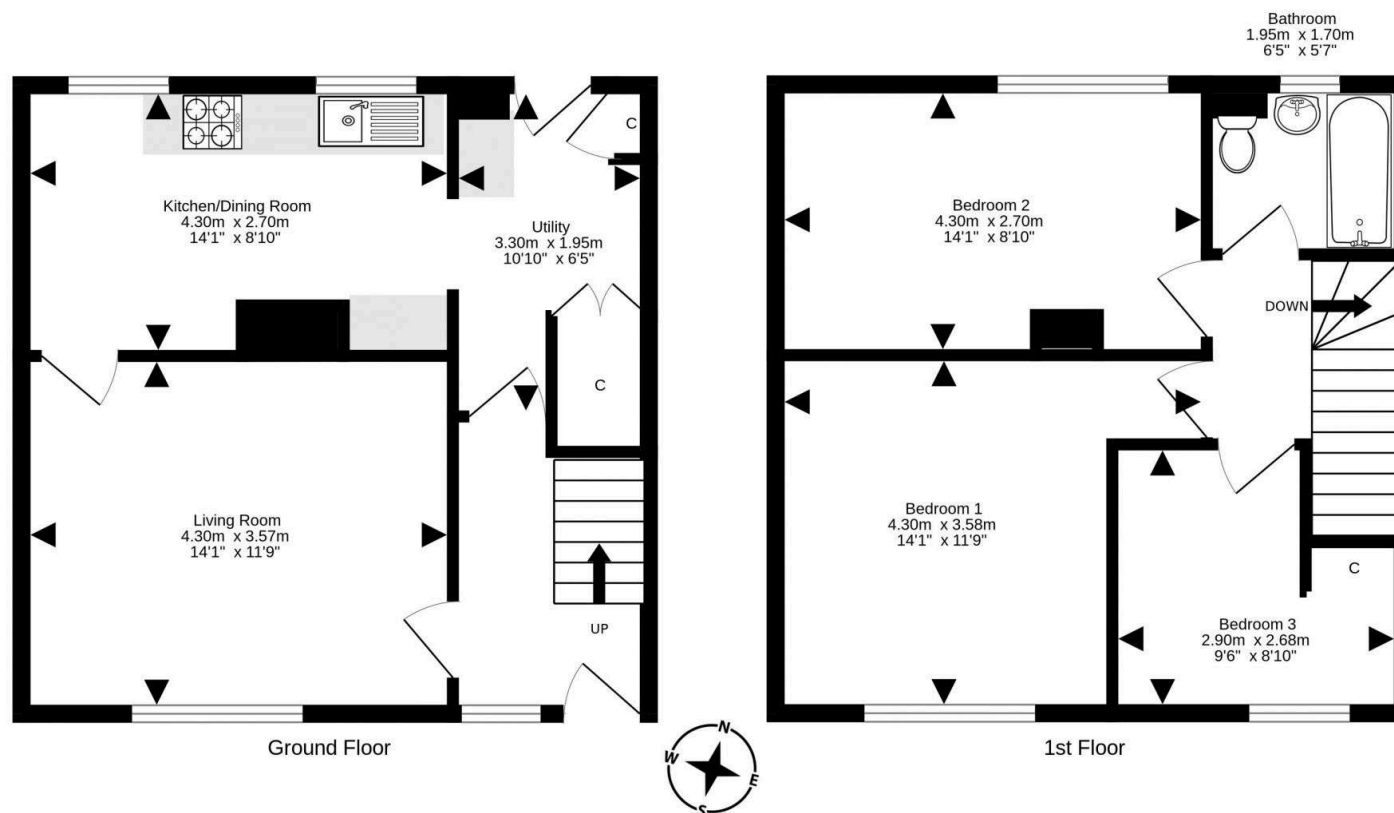 Bathroom
1.95m x 1.70m
6'5" x 5'7"
C
Kitchen/Dining Room
4.30m x 2.70m
14'1" x 8'10"
Utility
3.30m x 1.95m
10'10" x 6'5"
Bedroom 2
4.30m x 2.70m
14'1" x 8'10"
DOWN
C
Living Room
4.30m x 3.57m
14'1" x 11'9"
UP
Bedroom 1
4.30m x 3.58m
14'1" x 11'9"
C
Bedroom 3
2.90m x 2.68m
9'6" x 8'10"
Ground Floor
1st Floor
N
W
E
S